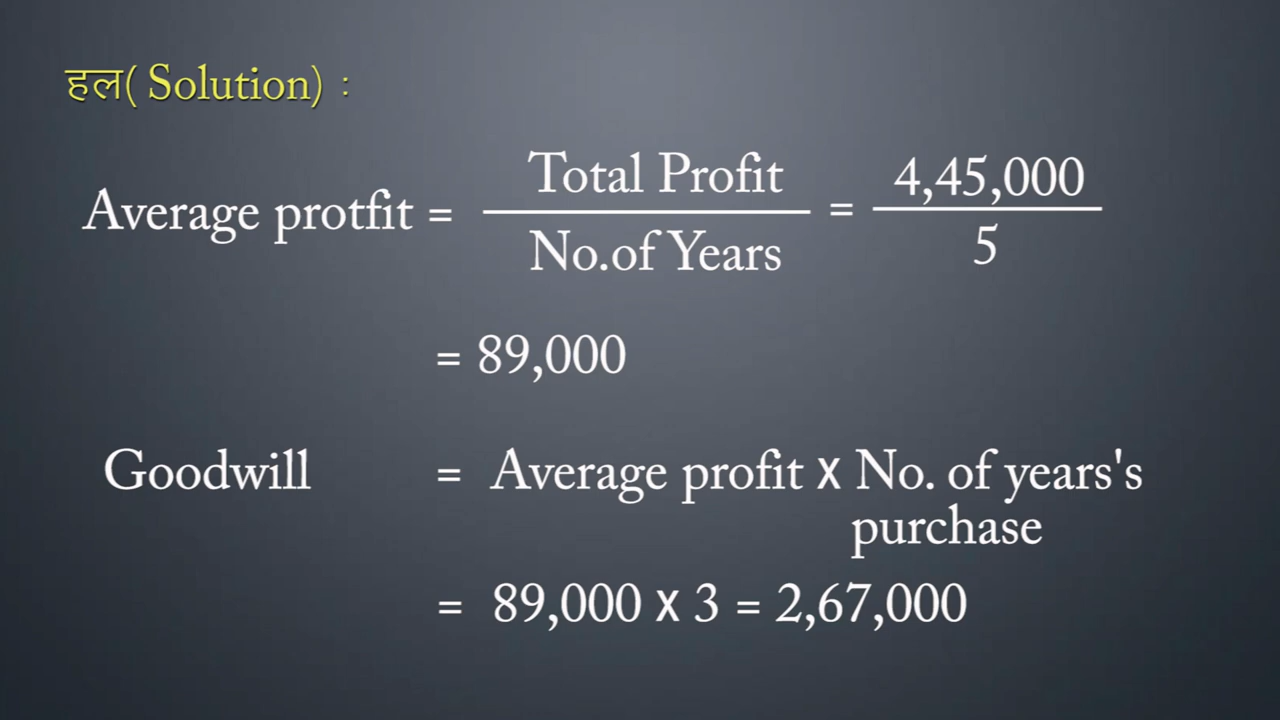 हल( Solution) :
Average protfit = Total Profit / No.of Years = 4,45,000 / 5
= 89,000
Goodwill = Average profit x No. of years's
purchase
= 89,000 x 3 = 2,67,000